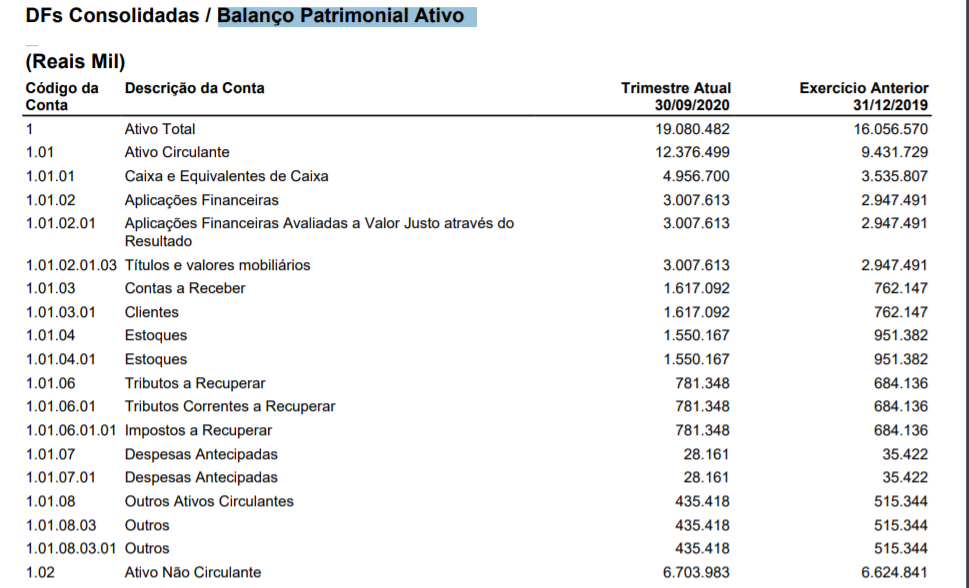 DFs Consolidadas / Balanço Patrimonial Ativo
(Reais Mil)
Código da Conta Descrição da Conta Trimestre Atual 30/09/2020 Exercício Anterior 31/12/2019
1 Ativo Total 19.080.482 16.056.570
1.01 Ativo Circulante 12.376.499 9.431.729
1.01.01 Caixa e Equivalentes de Caixa 4.956.700 3.535.807
1.01.02 Aplicações Financeiras 3.007.613 2.947.491
1.01.02.01 Aplicações Financeiras Avaliadas a Valor Justo através do 3.007.613 2.947.491
Resultado
1.01.02.01.03 Títulos e valores mobiliários 3.007.613 2.947.491
1.01.03 Contas a Receber 1.617.092 762.147
1.01.03.01 Clientes 1.617.092 762.147
1.01.04 Estoques 1.550.167 951.382
1.01.04.01 Estoques 1.550.167 951.382
1.01.06 Tributos a Recuperar 781.348 684.136
1.01.06.01 Tributos Correntes a Recuperar 781.348 684.136
1.01.06.01.01 Impostos a Recuperar 781.348 684.136
1.01.07 Despesas Antecipadas 28.161 35.422
1.01.07.01 Despesas Antecipadas 28.161 35.422
1.01.08 Outros Ativos Circulantes 435.418 515.344
1.01.08.03 Outros 435.418 515.344
1.01.08.03.01 Outros 435.418 515.344
1.02 Ativo Não Circulante 6.703.983 6.624.841